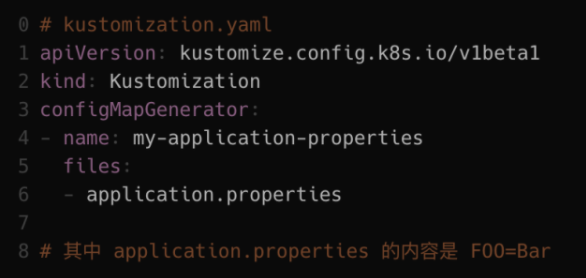 0 # kustomization.yaml
1 apiVersion: kustomize.config.k8s.io/v1beta1
2 kind: Kustomization
3 configMapGenerator:
4 - name: my-application-properties
5   files:
6   - application.properties
7
8 # 其中 application.properties 的内容是 FOO=Bar